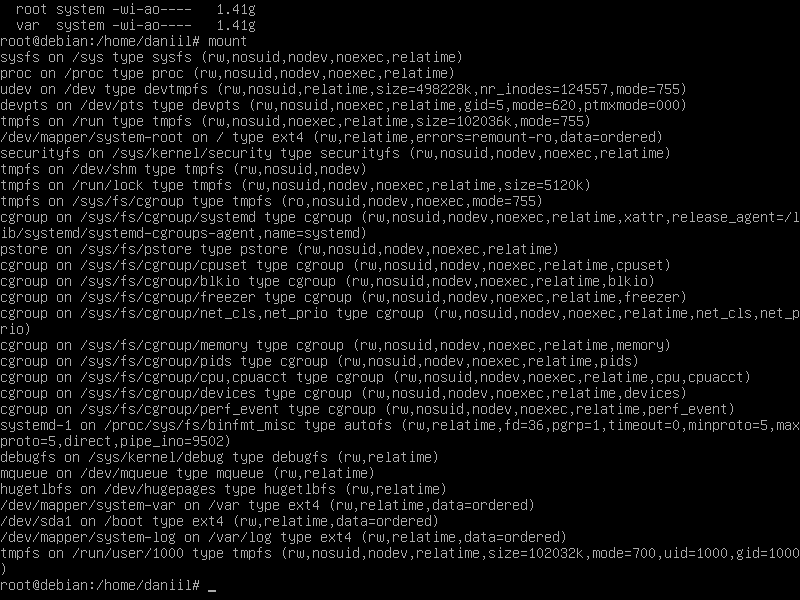 root system -wi-ao----   1.41g
  var  system -wi-ao----   1.41g
root@debian:/home/daniil# mount
sysfs on /sys type sysfs (rw,nosuid,nodev,noexec,relatime)
proc on /proc type proc (rw,nosuid,nodev,noexec,relatime)
udev on /dev type devtmpfs (rw,nosuid,relatime,size=498228k,nr_inodes=124557,mode=755)
devpts on /dev/pts type devpts (rw,nosuid,noexec,relatime,gid=5,mode=620,ptmxmode=000)
tmpfs on /run type tmpfs (rw,nosuid,noexec,relatime,size=102036k,mode=755)
/dev/mapper/system-root on / type ext4 (rw,relatime,errors=remount-ro,data=ordered)
securityfs on /sys/kernel/security type securityfs (rw,nosuid,nodev,noexec,relatime)
tmpfs on /dev/shm type tmpfs (rw,nosuid,nodev)
tmpfs on /run/lock type tmpfs (rw,nosuid,nodev,noexec,relatime,size=5120k)
tmpfs on /sys/fs/cgroup type tmpfs (ro,nosuid,nodev,noexec,mode=755)
cgroup on /sys/fs/cgroup/systemd type cgroup (rw,nosuid,nodev,noexec,relatime,xattr,release_agent=/l
ib/systemd/systemd-cgroups-agent,name=systemd)
pstore on /sys/fs/pstore type pstore (rw,nosuid,nodev,noexec,relatime)
cgroup on /sys/fs/cgroup/cpuset type cgroup (rw,nosuid,nodev,noexec,relatime,cpuset)
cgroup on /sys/fs/cgroup/blkio type cgroup (rw,nosuid,nodev,noexec,relatime,blkio)
cgroup on /sys/fs/cgroup/freezer type cgroup (rw,nosuid,nodev,noexec,relatime,freezer)
cgroup on /sys/fs/cgroup/net_cls,net_prio type cgroup (rw,nosuid,nodev,noexec,relatime,net_cls,net_p
rio)
cgroup on /sys/fs/cgroup/memory type cgroup (rw,nosuid,nodev,noexec,relatime,memory)
cgroup on /sys/fs/cgroup/pids type cgroup (rw,nosuid,nodev,noexec,relatime,pids)
cgroup on /sys/fs/cgroup/cpu,cpuacct type cgroup (rw,nosuid,nodev,noexec,relatime,cpu,cpuacct)
cgroup on /sys/fs/cgroup/devices type cgroup (rw,nosuid,nodev,noexec,relatime,devices)
cgroup on /sys/fs/cgroup/perf_event type cgroup (rw,nosuid,nodev,noexec,relatime,perf_event)
systemd-1 on /proc/sys/fs/binfmt_misc type autofs (rw,relatime,fd=36,pgrp=1,timeout=0,minproto=5,max
proto=5,direct,pipe_ino=9502)
debugfs on /sys/kernel/debug type debugfs (rw,relatime)
mqueue on /dev/mqueue type mqueue (rw,relatime)
hugetlbfs on /dev/hugepages type hugetlbfs (rw,relatime)
/dev/mapper/system-var on /var type ext4 (rw,relatime,data=ordered)
/dev/sda1 on /boot type ext4 (rw,relatime,data=ordered)
/dev/mapper/system-log on /var/log type ext4 (rw,relatime,data=ordered)
tmpfs on /run/user/1000 type tmpfs (rw,nosuid,nodev,relatime,size=102032k,mode=700,uid=1000,gid=1000
)
root@debian:/home/daniil# _